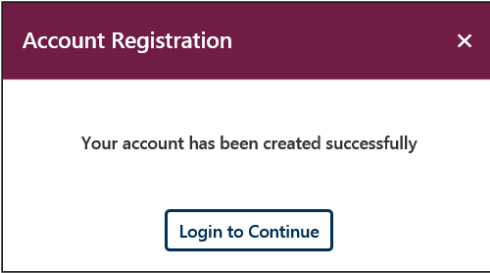 Account Registration
Your account has been created successfully
Login to Continue